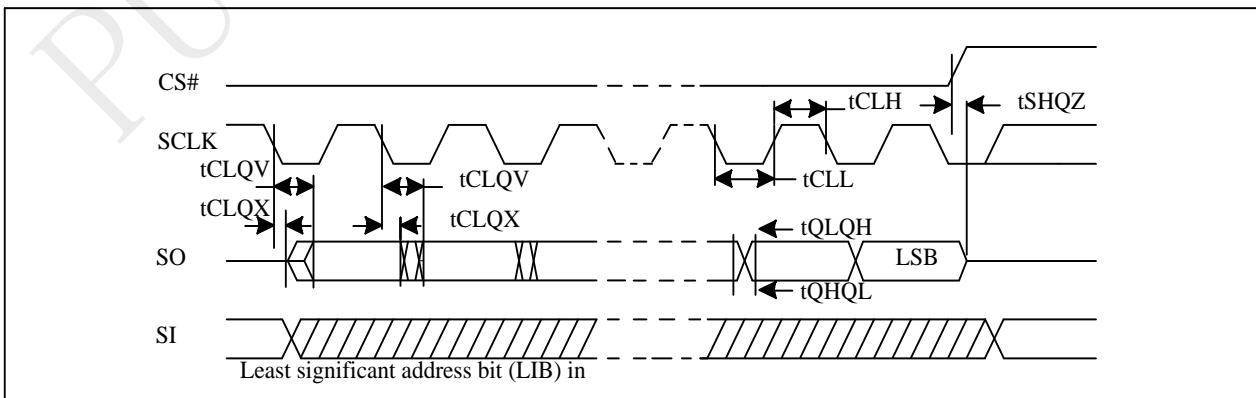 PU
CS#
tCLH
tSHQZ
SCLK
tCLQV
tCLQV
tCLL
tCLQX
tCLQX
tQLQH
SO
LSB
tQHQL
SI
Least significant address bit (LIB) in